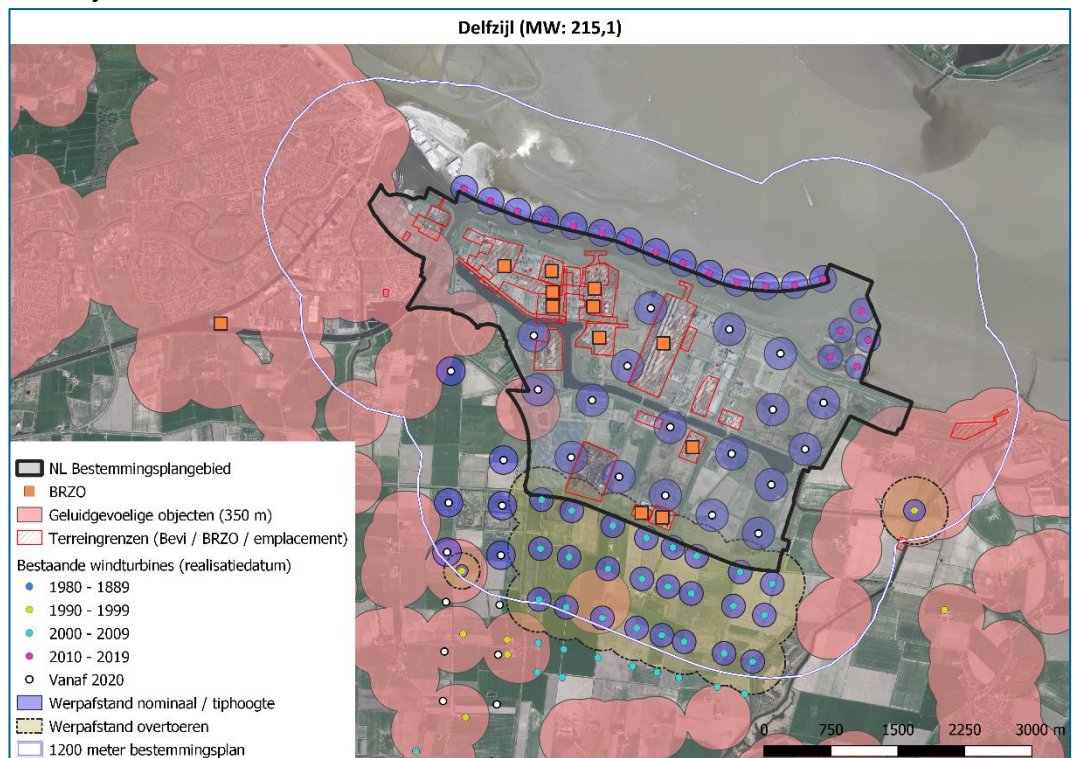 Delfzijl (MW: 215,1)
NL Bestemmingsplangebied
BRZO
Geluidgevoelige objecten (350 m)
Terreingrenzen (Bevi / BRZO / emplacement)
Bestaande windturbines (realisatiedatum)
1980 - 1889
1990 - 1999
2000 - 2009
2010 - 2019
Vanaf 2020
Werpafstand nominaal / tiphoogte
Werpafstand overtoeren
1200 meter bestemmingsplan
0 750 1500 2250 3000 m